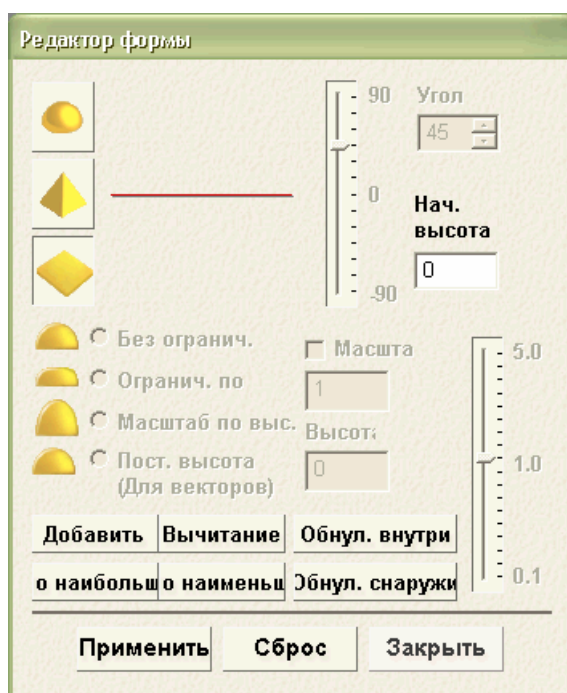 Редактор формы
90
Угол
45
0
Нач.
высота
0
-90
Без огранич.
Масшта
5.0
Огранич. по
1
Масштаб по выс.
Высота
Пост. высота
(Для векторов)
0
1.0
Добавить
Вычитание
Обнул. внутри
о наибольш
о наименьш
Обнул. снаружи
0.1
Применить
Сброс
Закрыть